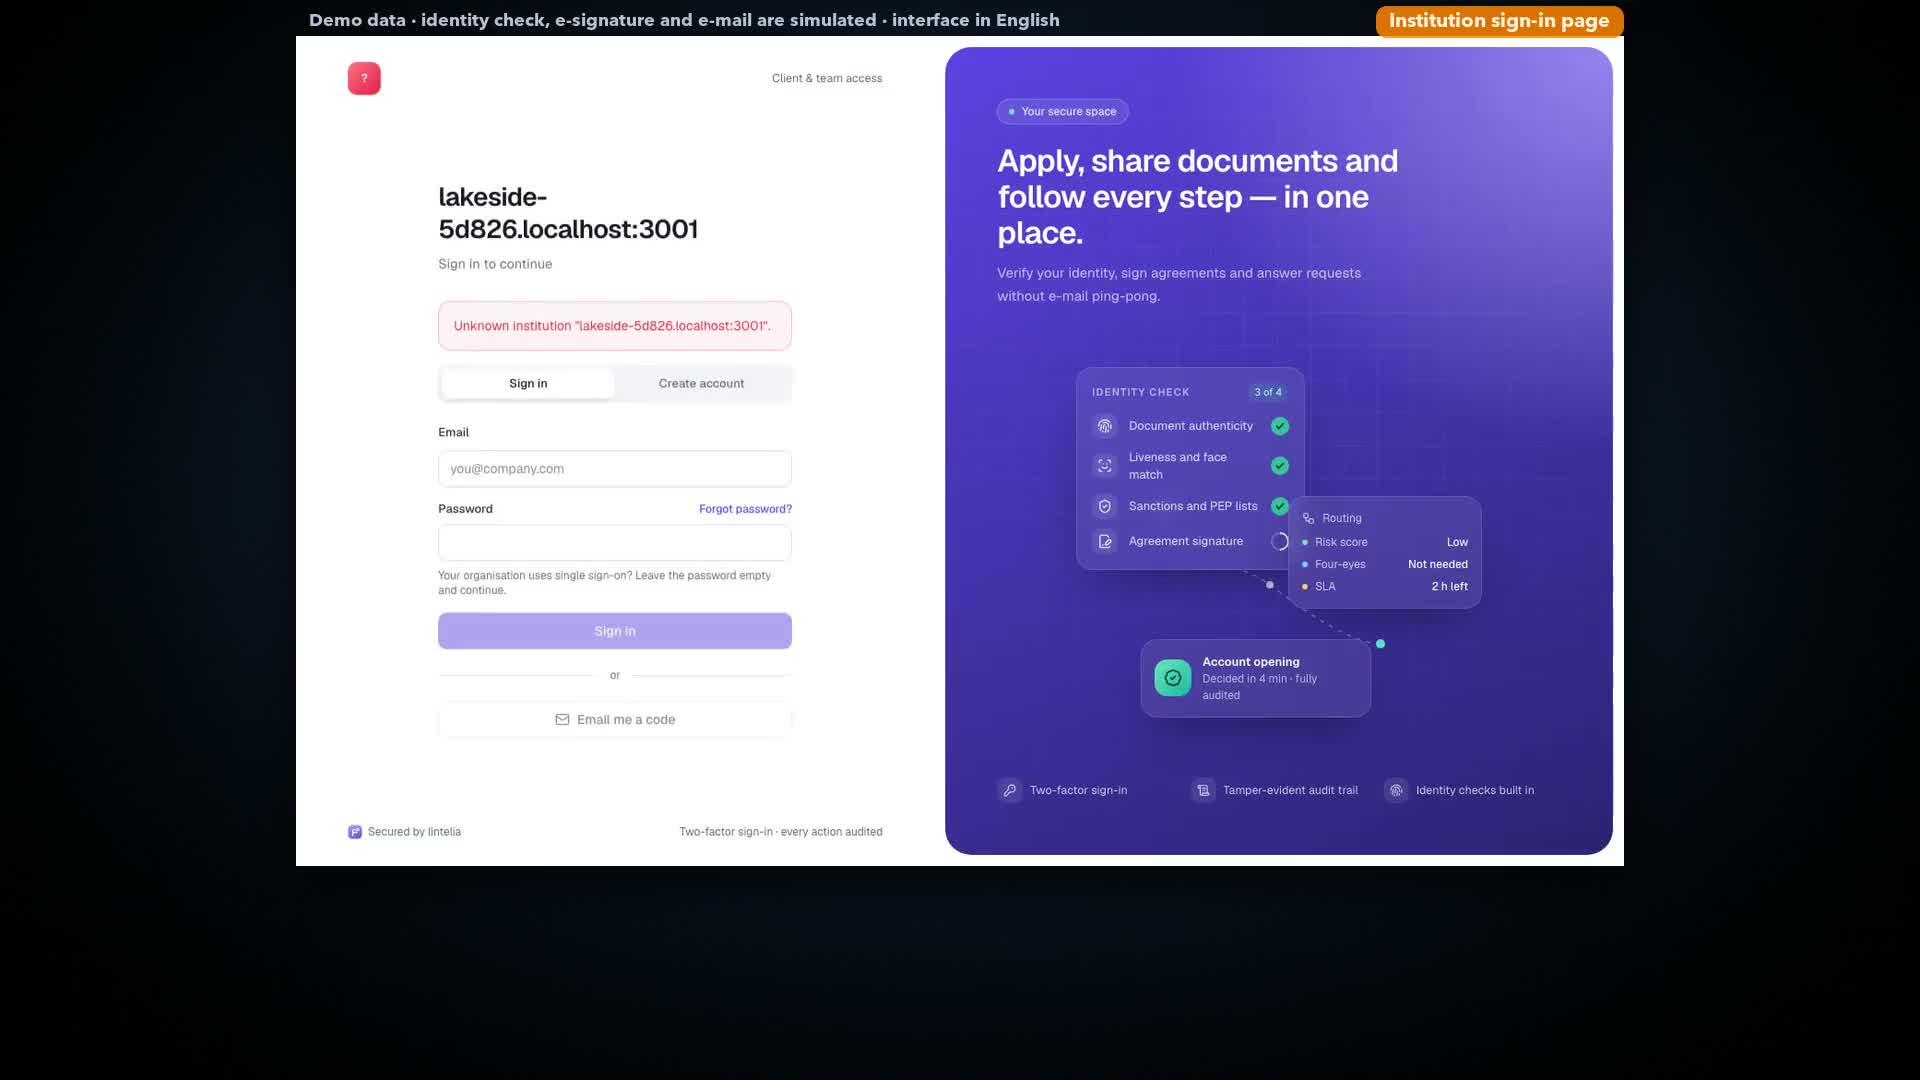 Demo data · identity check, e-signature and e-mail are simulated · interface in English
Institution sign-in page
?
Client & team access
lakeside-
5d826.localhost:3001
Sign in to continue
Unknown institution "lakeside-5d826.localhost:3001".
Sign in
Create account
Email
you@company.com
Password
Forgot password?
Your organisation uses single sign-on? Leave the password empty
and continue.
Sign in
or
Email me a code
Secured by lintelia
Two-factor sign-in · every action audited
Your secure space
Apply, share documents and
follow every step — in one
place.
Verify your identity, sign agreements and answer requests
without e-mail ping-pong.
IDENTITY CHECK
3 of 4
Document authenticity
Liveness and face
match
Sanctions and PEP lists
Agreement signature
Routing
Risk score
Low
Four-eyes
Not needed
SLA
2 h left
Account opening
Decided in 4 min · fully
audited
Two-factor sign-in
Tamper-evident audit trail
Identity checks built in